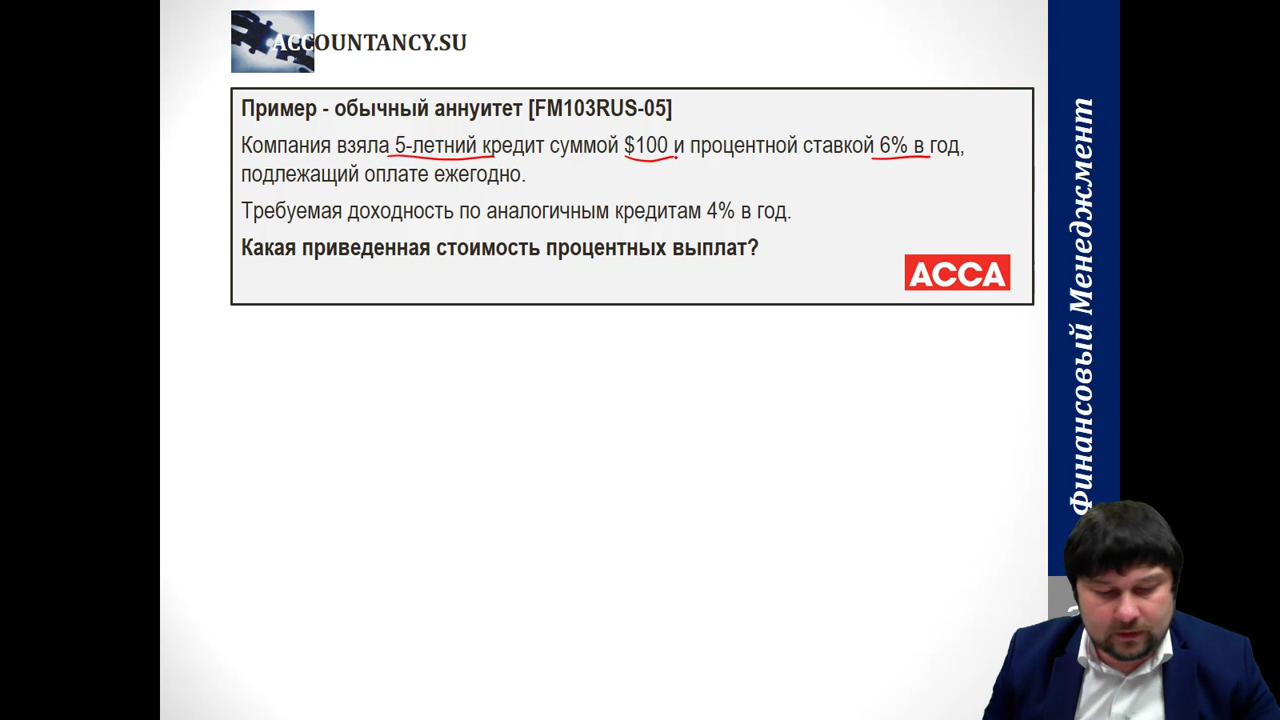 ACCOUNTANCY.SU
Пример - обычный аннуитет [FM103RUS-05]
Компания взяла 5-летний кредит суммой $100 и процентной ставкой 6% в год,
подлежащий оплате ежегодно.
Требуемая доходность по аналогичным кредитам 4% в год.
Какая приведенная стоимость процентных выплат?
ACCA
Финансовый Менеджмент